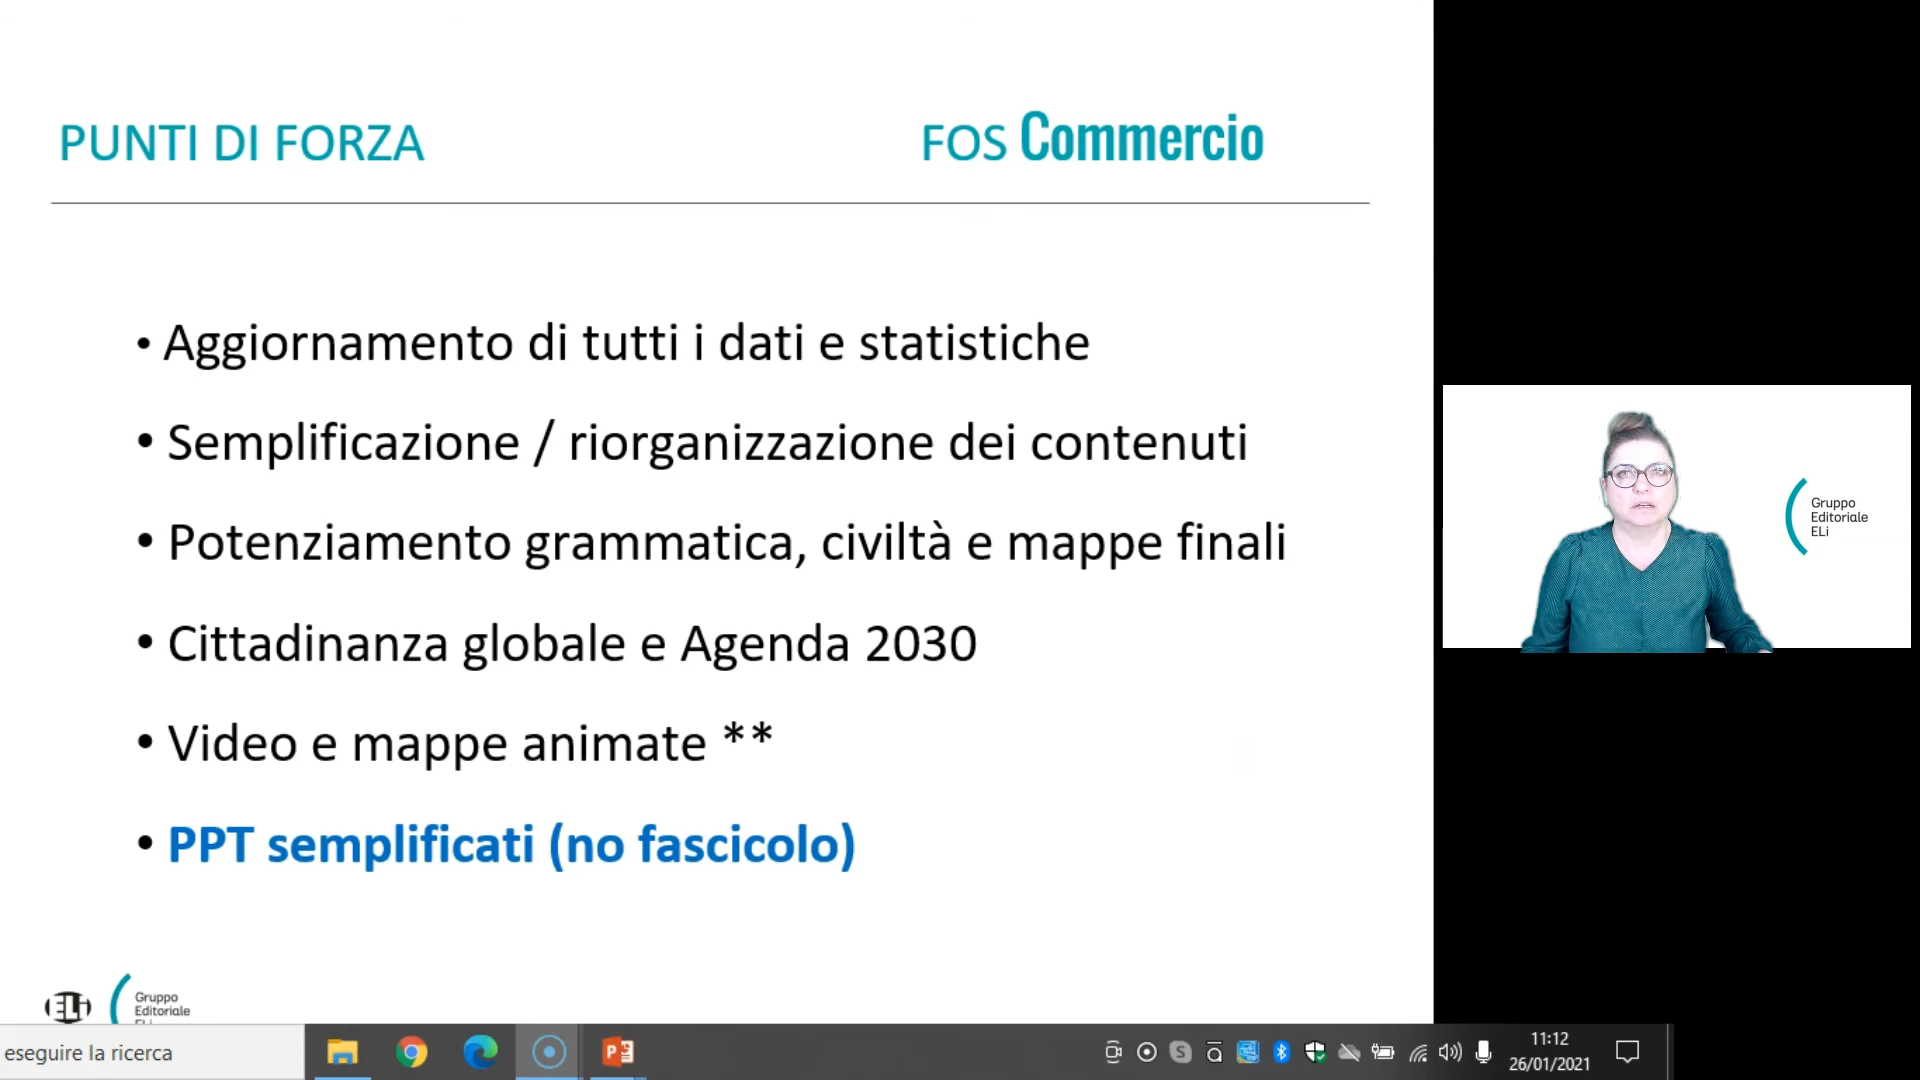 PUNTI DI FORZA
FOS Commercio
• Aggiornamento di tutti i dati e statistiche
• Semplificazione / riorganizzazione dei contenuti
• Potenziamento grammatica, civiltà e mappe finali
• Cittadinanza globale e Agenda 2030
• Video e mappe animate **
• PPT semplificati (no fascicolo)
Gruppo
Editoriale
ELi
ELi
Gruppo
Editoriale
ELi
eseguire la ricerca
11:12
26/01/2021